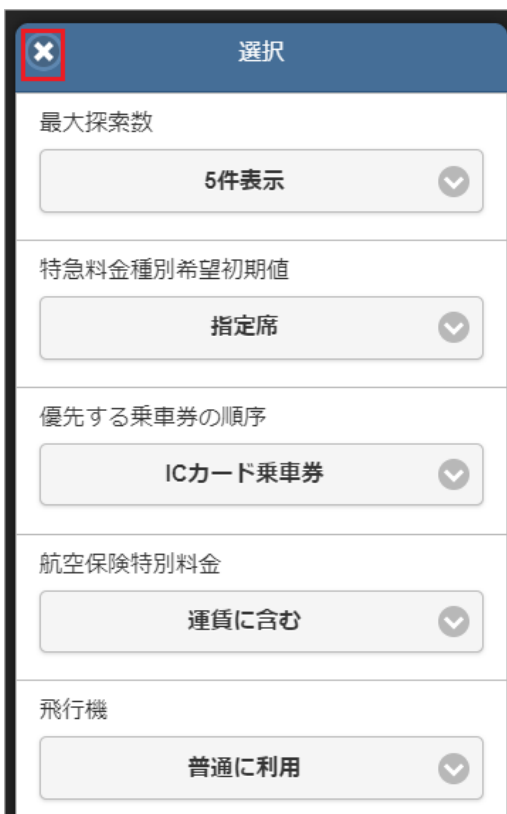 選択
最大探索数
5件表示
特急料金種別希望初期値
指定席
優先する乗車券の順序
ICカード乗車券
航空保険特別料金
運賃に含む
飛行機
普通に利用